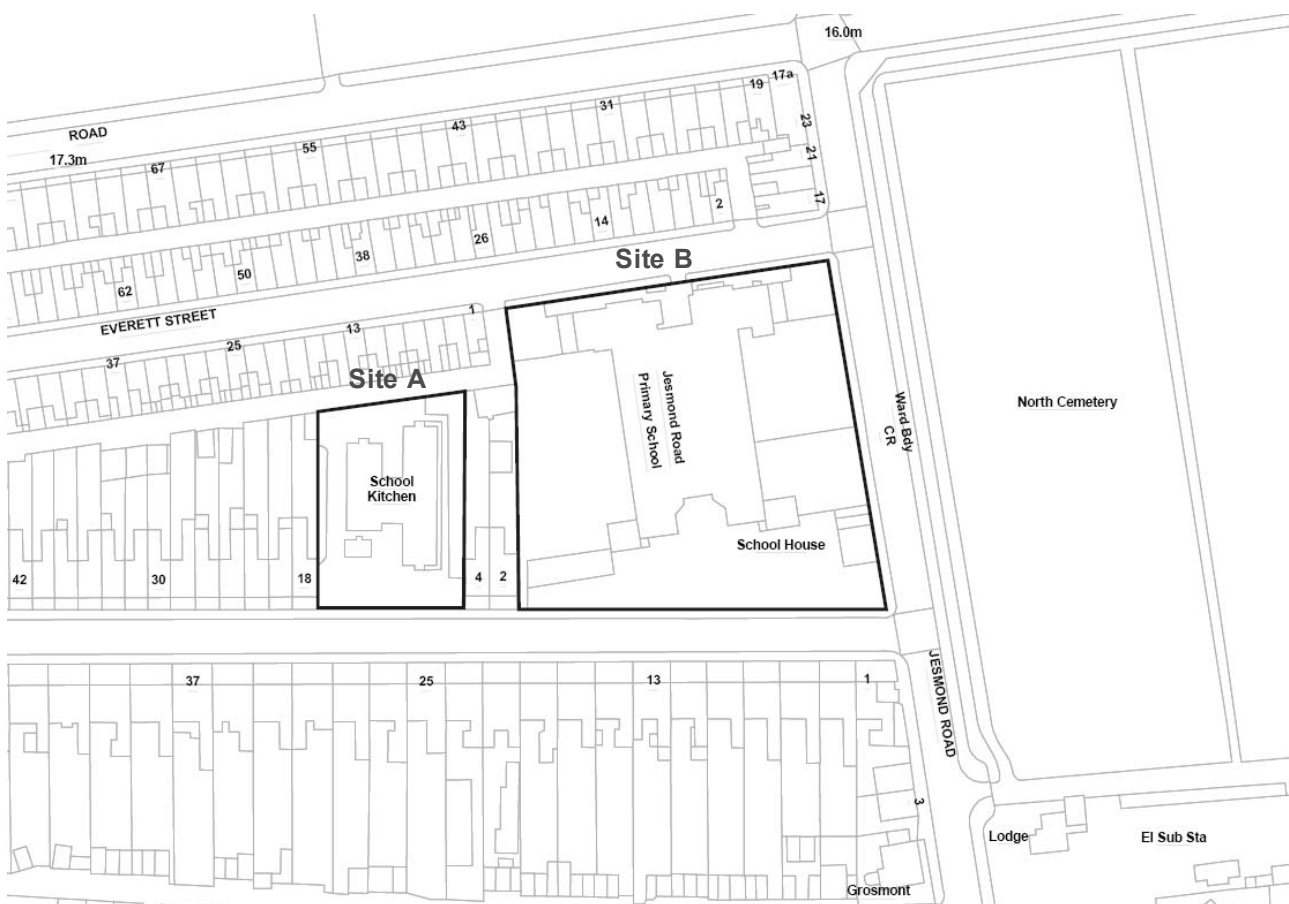 16.0m
17a
19
31
43
55
67
ROAD
17.3m
23
21
17
2
14
26
38
50
62
Site B
EVERETT STREET
1
13
25
37
Site A
Jesmond Road
Primary School
Ward Bdy
CR
North Cemetery
School
Kitchen
School House
42
30
18
4
2
37
25
13
1
JESMOND ROAD
3
Lodge
El Sub Sta
Grosmont